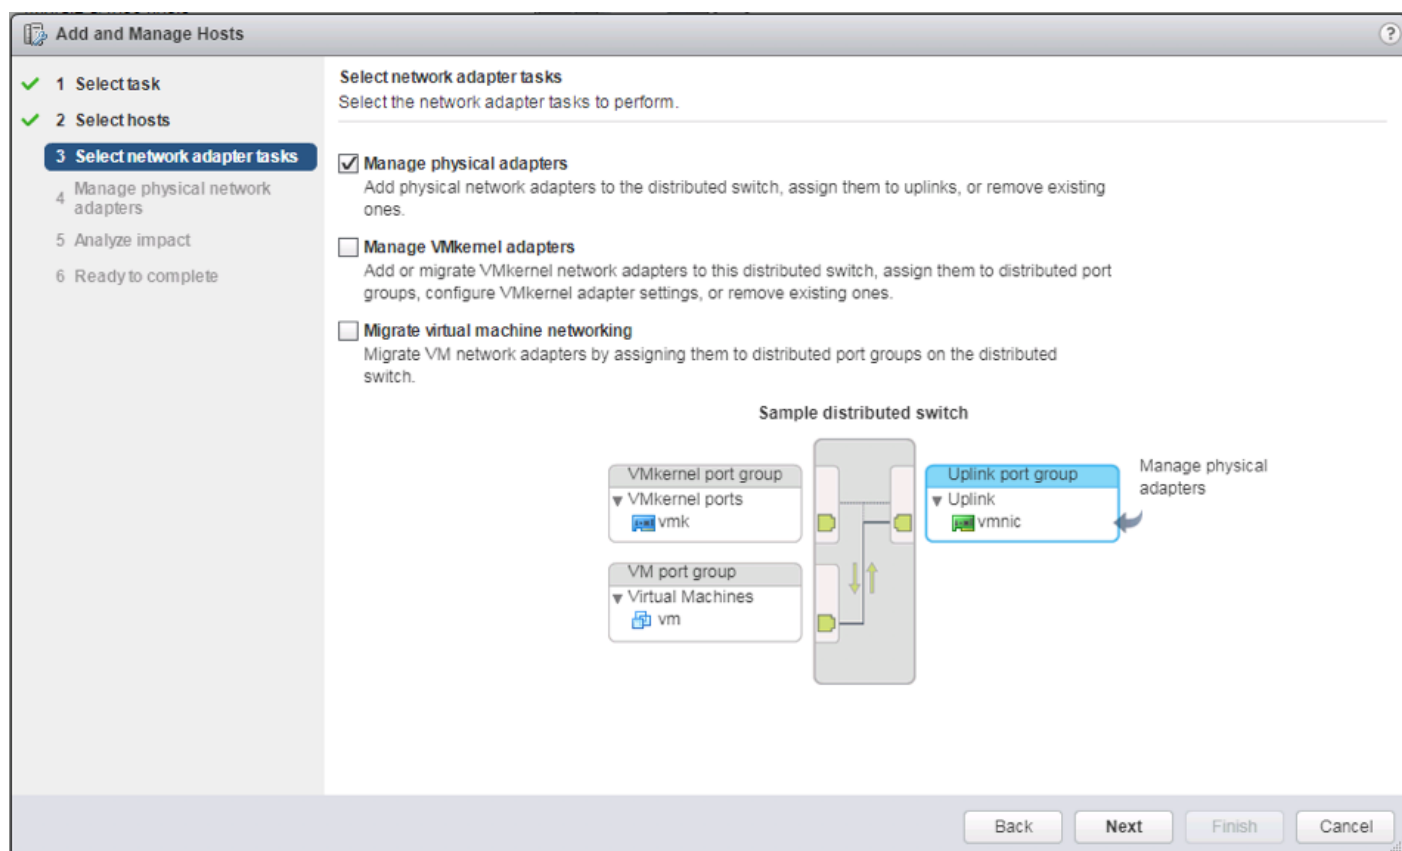 Add and Manage Hosts
?
1 Select task
2 Select hosts
3 Select network adapter tasks
4 Manage physical network
adapters
5 Analyze impact
6 Ready to complete
Select network adapter tasks
Select the network adapter tasks to perform.
Manage physical adapters
Add physical network adapters to the distributed switch, assign them to uplinks, or remove existing
ones.
Manage VMkernel adapters
Add or migrate VMkernel network adapters to this distributed switch, assign them to distributed port
groups, configure VMkernel adapter settings, or remove existing ones.
Migrate virtual machine networking
Migrate VM network adapters by assigning them to distributed port groups on the distributed
switch.
Sample distributed switch
VMkernel port group
VMkernel ports
vmk
VM port group
Virtual Machines
vm
Uplink port group
Uplink
vmnic
Manage physical
adapters
Back
Next
Finish
Cancel